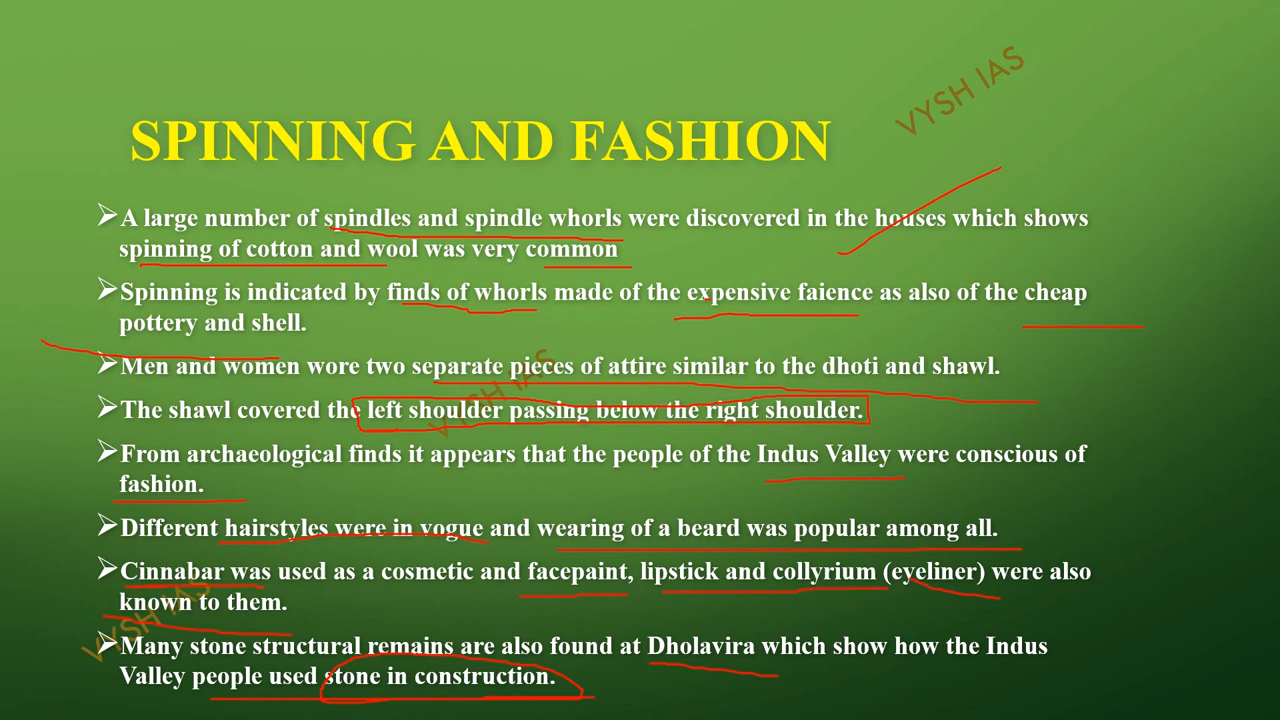 VYSH IAS
SPINNING AND FASHION
➢A large number of spindles and spindle whorls were discovered in the houses which shows
spinning of cotton and wool was very common
➢Spinning is indicated by finds of whorls made of the expensive faience as also of the cheap
pottery and shell.
➢Men and women wore two separate pieces of attire similar to the dhoti and shawl.
VYSH IAS
➢The shawl covered the left shoulder passing below the right shoulder.
➢From archaeological finds it appears that the people of the Indus Valley were conscious of
fashion.
➢Different hairstyles were in vogue and wearing of a beard was popular among all.
➢Cinnabar was used as a cosmetic and facepaint, lipstick and collyrium (eyeliner) were also
known to them.
VYSH IAS
➢Many stone structural remains are also found at Dholavira which show how the Indus
Valley people used stone in construction.